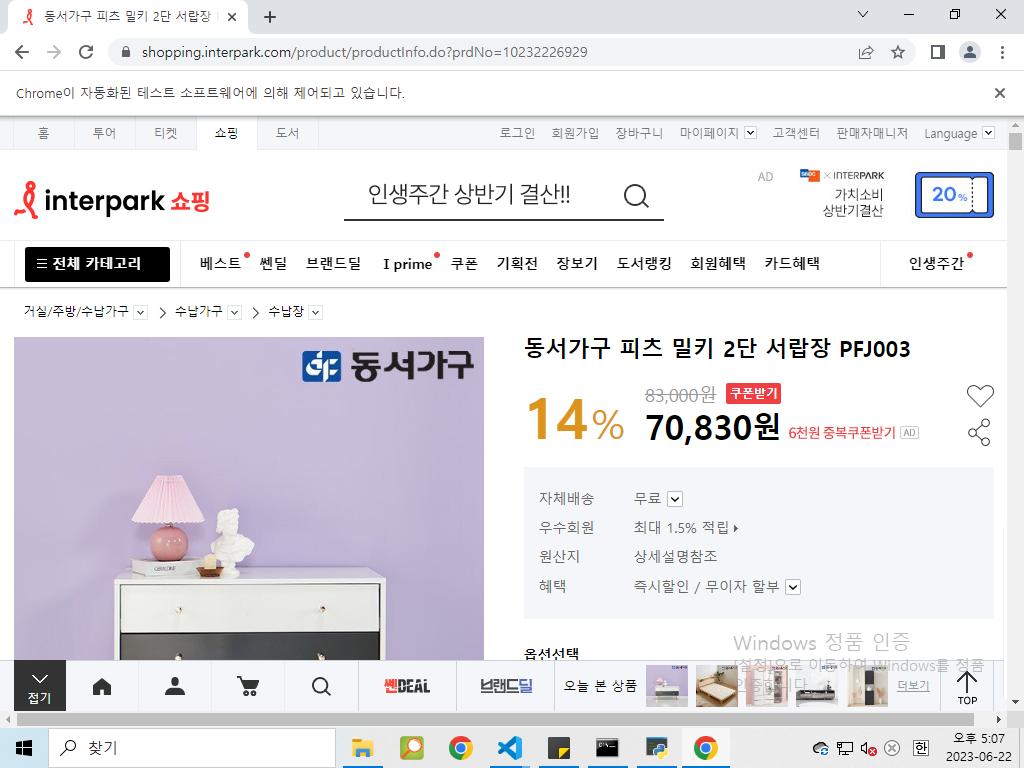 동서가구 피츠 밀키 2단 서랍장
shopping.interpark.com/product/productInfo.do?prdNo=10232226929
Chrome이 자동화된 테스트 소프트웨어에 의해 제어되고 있습니다.
홈 투어 티켓 쇼핑 도서 로그인 회원가입 장바구니 마이페이지 고객센터 판매자매니저 Language
interpark 쇼핑
인생주간 상반기 결산!!
AD
× INTERPARK
가치소비
상반기결산
20%
전체 카테고리 베스트 쎈딜 브랜드딜 I prime 쿠폰 기획전 장보기 도서랭킹 회원혜택 카드혜택 인생주간
거실/주방/수납가구 수납가구 수납장
동서가구
동서가구 피츠 밀키 2단 서랍장 PFJ003
14%
83,000원 쿠폰받기
70,830원 6천원 중복쿠폰받기 AD
자체배송 무료
우수회원 최대 1.5% 적립
원산지 상세설명참조
혜택 즉시할인 / 무이자 할부
옵션선택
Windows 정품 인증
[설정]으로 이동하여 Windows를 정품
인증합니다.
접기
쎈DEAL
브랜드딜
오늘 본 상품
더보기
TOP
찾기
한
오후 5:07
2023-06-22